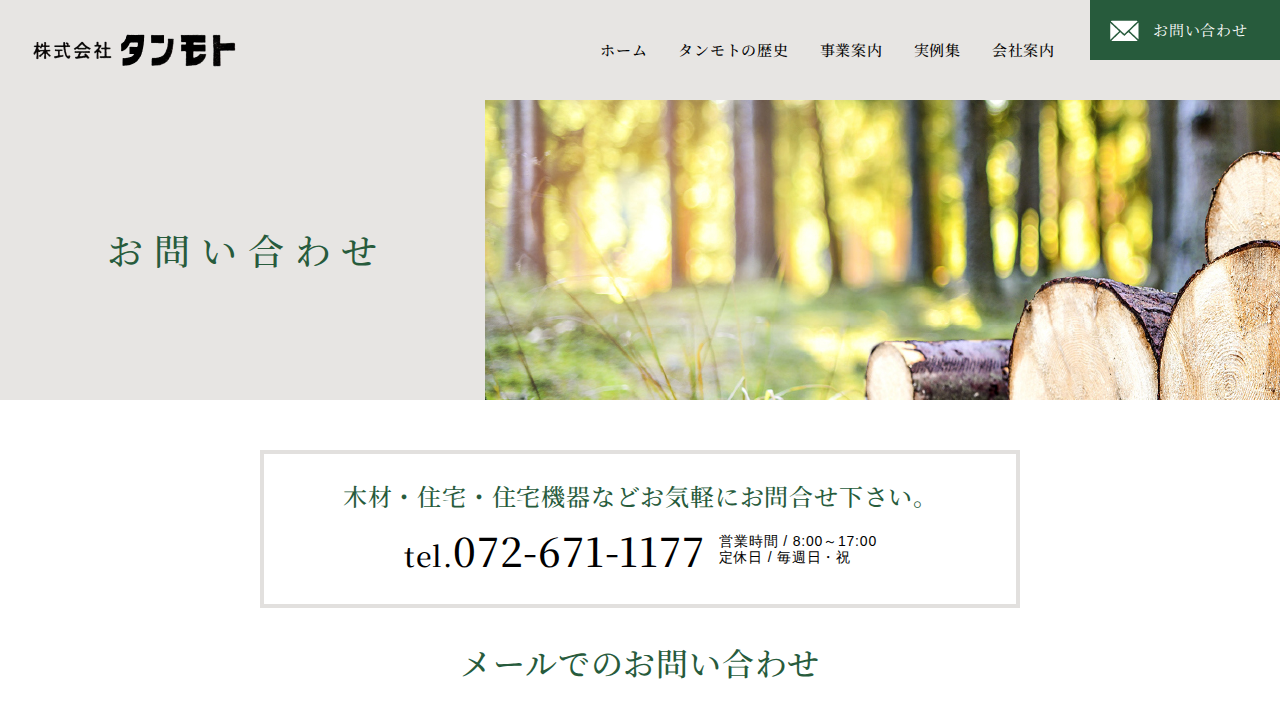 株式会社 タンモト
ホーム タンモトの歴史 事業案内 実例集 会社案内
お問い合わせ
お問い合わせ
木材・住宅・住宅機器などお気軽にお問合せ下さい。
tel.072-671-1177
営業時間 / 8:00～17:00
定休日 / 毎週日・祝
メールでのお問い合わせ